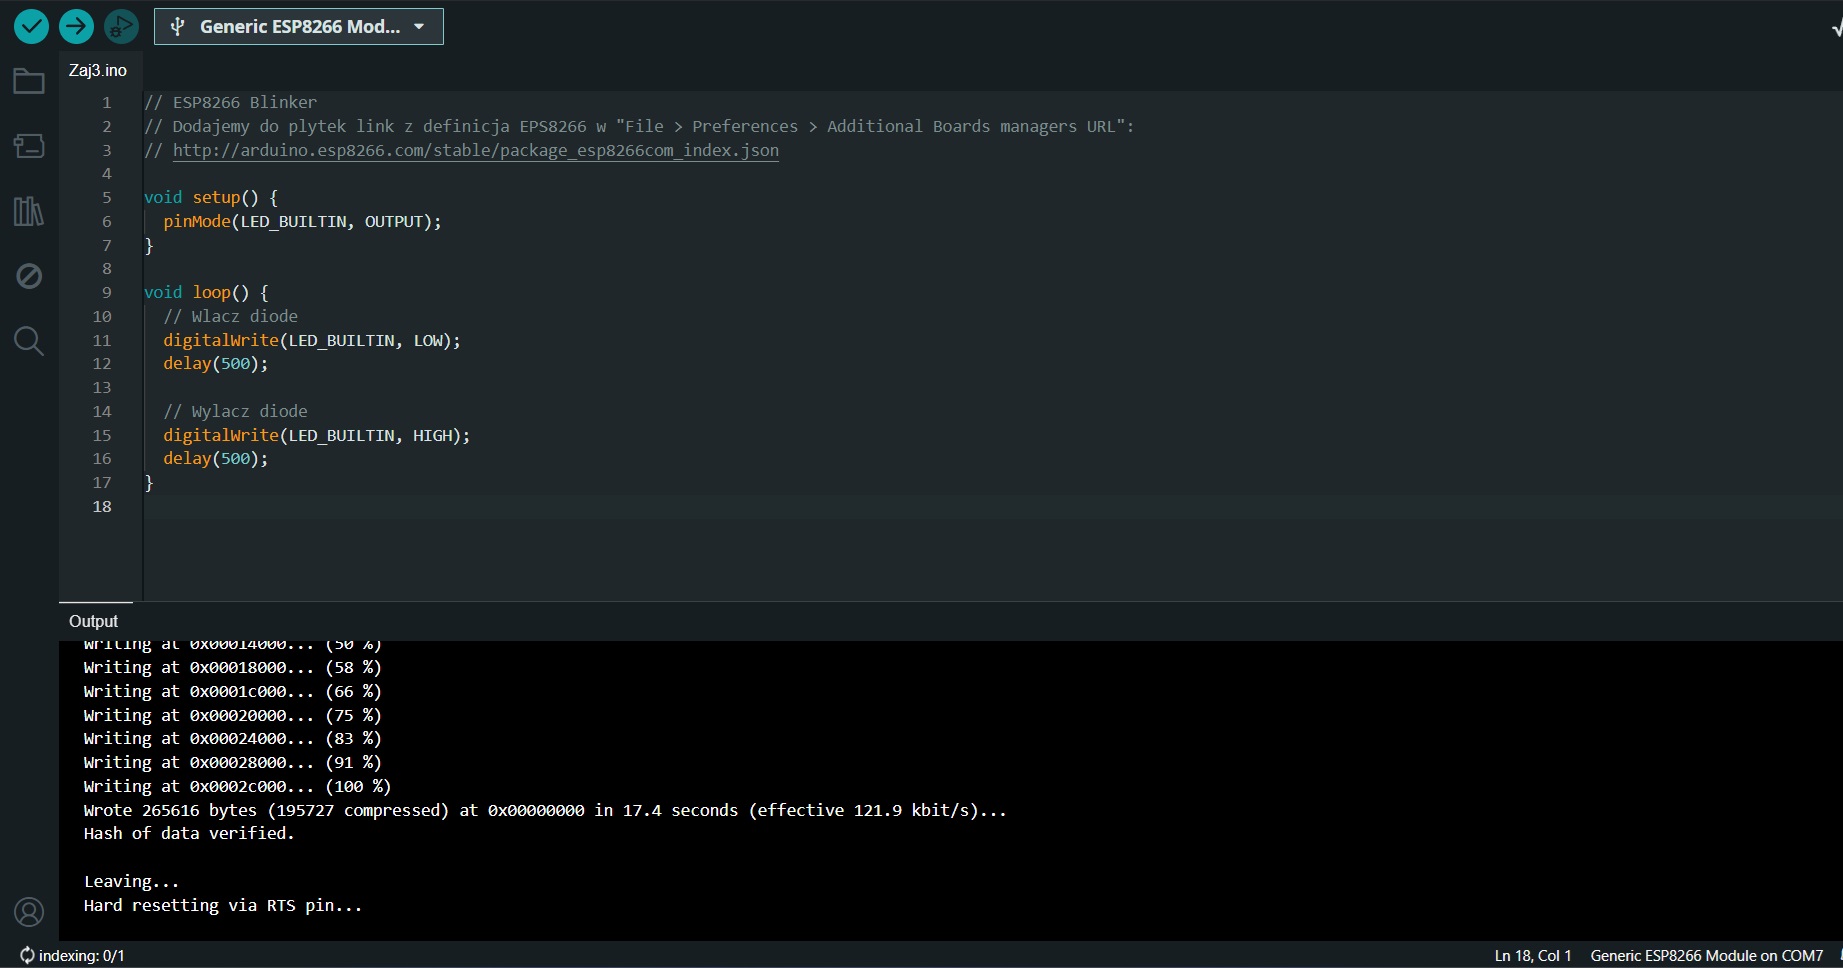 Generic ESP8266 Mod...
Zaj3.ino
1 // ESP8266 Blinker
2 // Dodajemy do plytek link z definicja EPS8266 w "File > Preferences > Additional Boards managers URL":
3 // http://arduino.esp8266.com/stable/package_esp8266com_index.json
4
5 void setup() {
6   pinMode(LED_BUILTIN, OUTPUT);
7 }
8
9 void loop() {
10   // Wlacz diode
11   digitalWrite(LED_BUILTIN, LOW);
12   delay(500);
13
14   // Wylacz diode
15   digitalWrite(LED_BUILTIN, HIGH);
16   delay(500);
17 }
18
Output
Writing at 0x00014000... (50 %)
Writing at 0x00018000... (58 %)
Writing at 0x0001c000... (66 %)
Writing at 0x00020000... (75 %)
Writing at 0x00024000... (83 %)
Writing at 0x00028000... (91 %)
Writing at 0x0002c000... (100 %)
Wrote 265616 bytes (195727 compressed) at 0x00000000 in 17.4 seconds (effective 121.9 kbit/s)...
Hash of data verified.
Leaving...
Hard resetting via RTS pin...
indexing: 0/1 Ln 18, Col 1 Generic ESP8266 Module on COM7